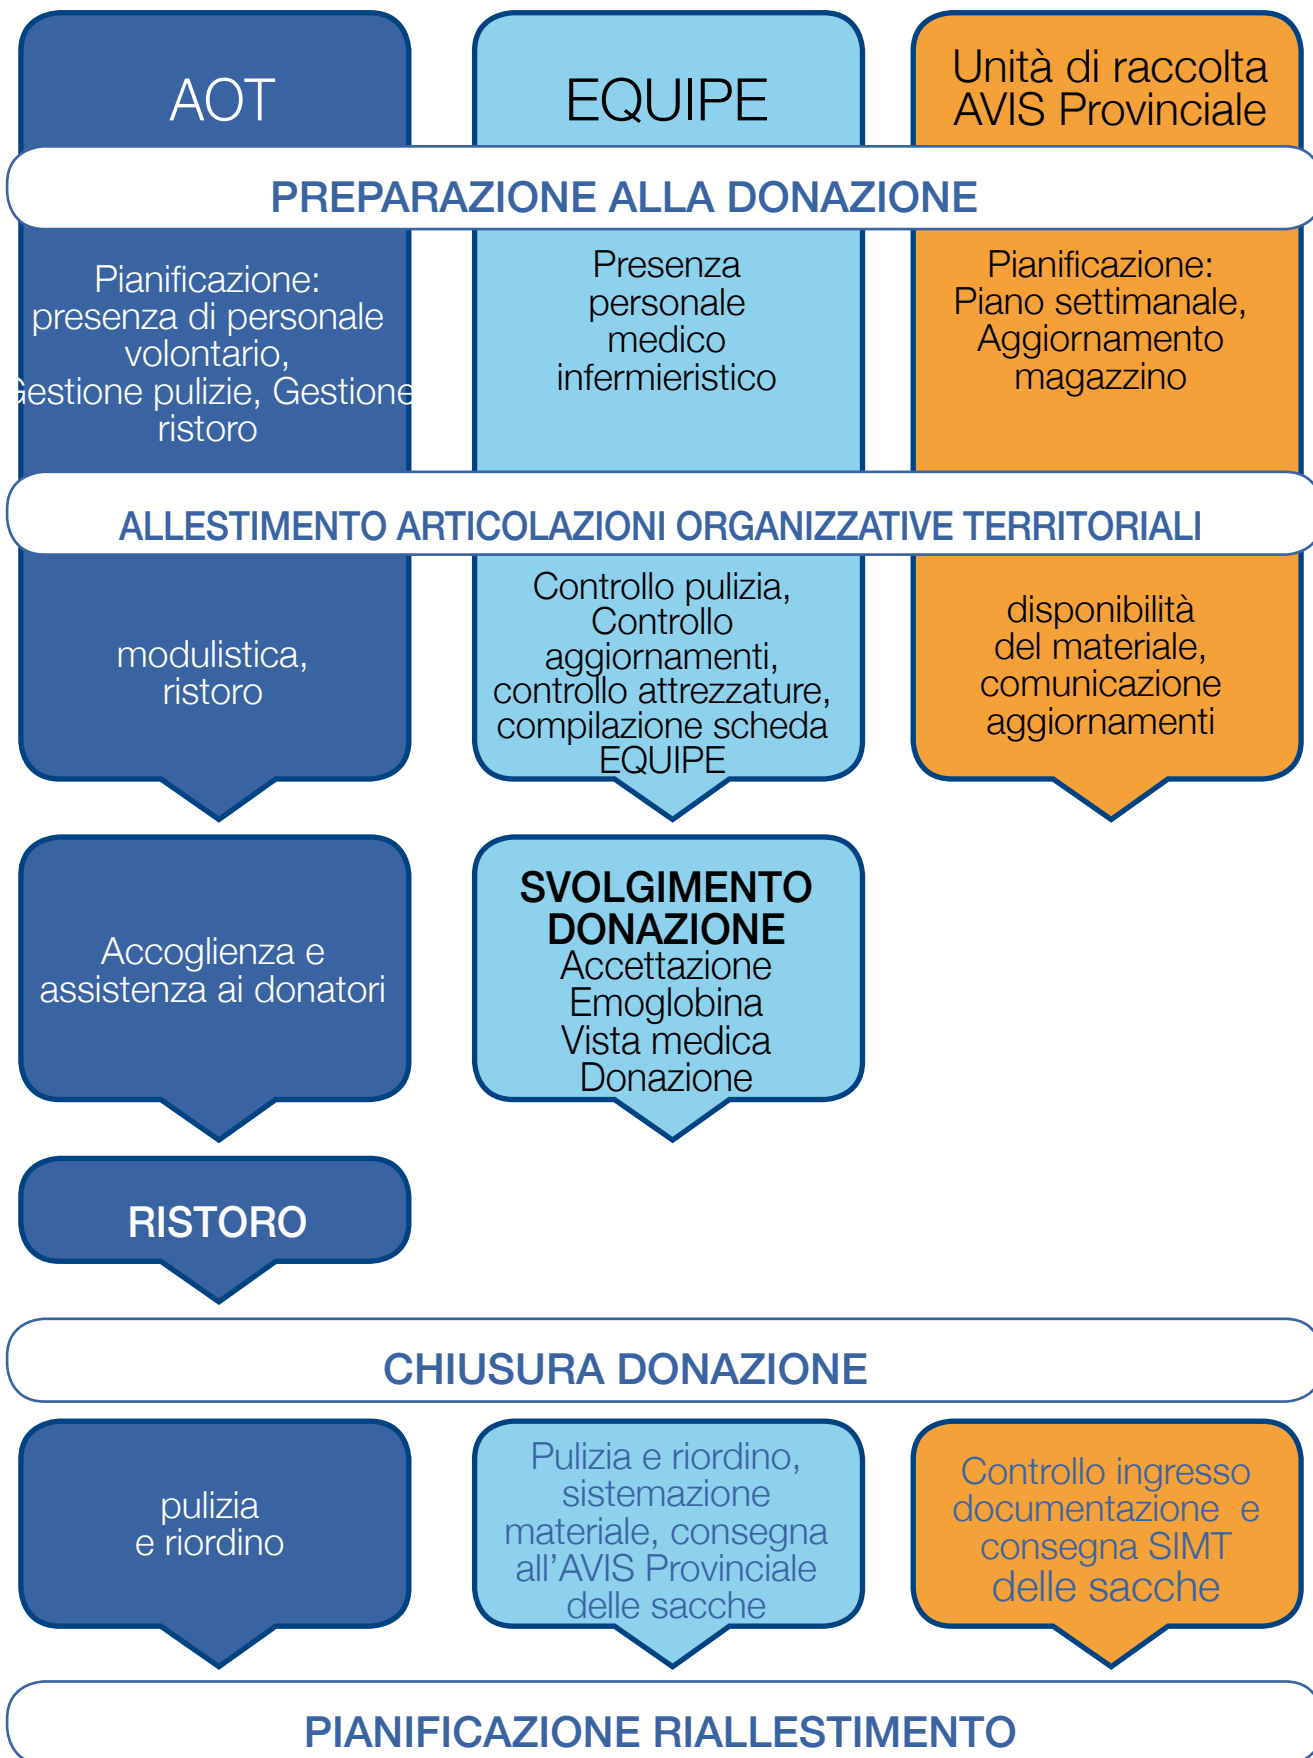 AOT
EQUIPE
Unità di raccolta
AVIS Provinciale
PREPARAZIONE ALLA DONAZIONE
Pianificazione:
presenza di personale
volontario,
Gestione pulizie, Gestione
ristoro
Presenza
personale
medico
infermieristico
Pianificazione:
Piano settimanale,
Aggiornamento
magazzino
ALLESTIMENTO ARTICOLAZIONI ORGANIZZATIVE TERRITORIALI
modulistica,
ristoro
Controllo pulizia,
Controllo
aggiornamenti,
controllo attrezzature,
compilazione scheda
EQUIPE
disponibilità
del materiale,
comunicazione
aggiornamenti
Accoglienza e
assistenza ai donatori
SVOLGIMENTO
DONAZIONE
Accettazione
Emoglobina
Vista medica
Donazione
RISTORO
CHIUSURA DONAZIONE
pulizia
e riordino
Pulizia e riordino,
sistemazione
materiale, consegna
all’AVIS Provinciale
delle sacche
Controllo ingresso
documentazione e
consegna SIMT
delle sacche
PIANIFICAZIONE RIALLESTIMENTO